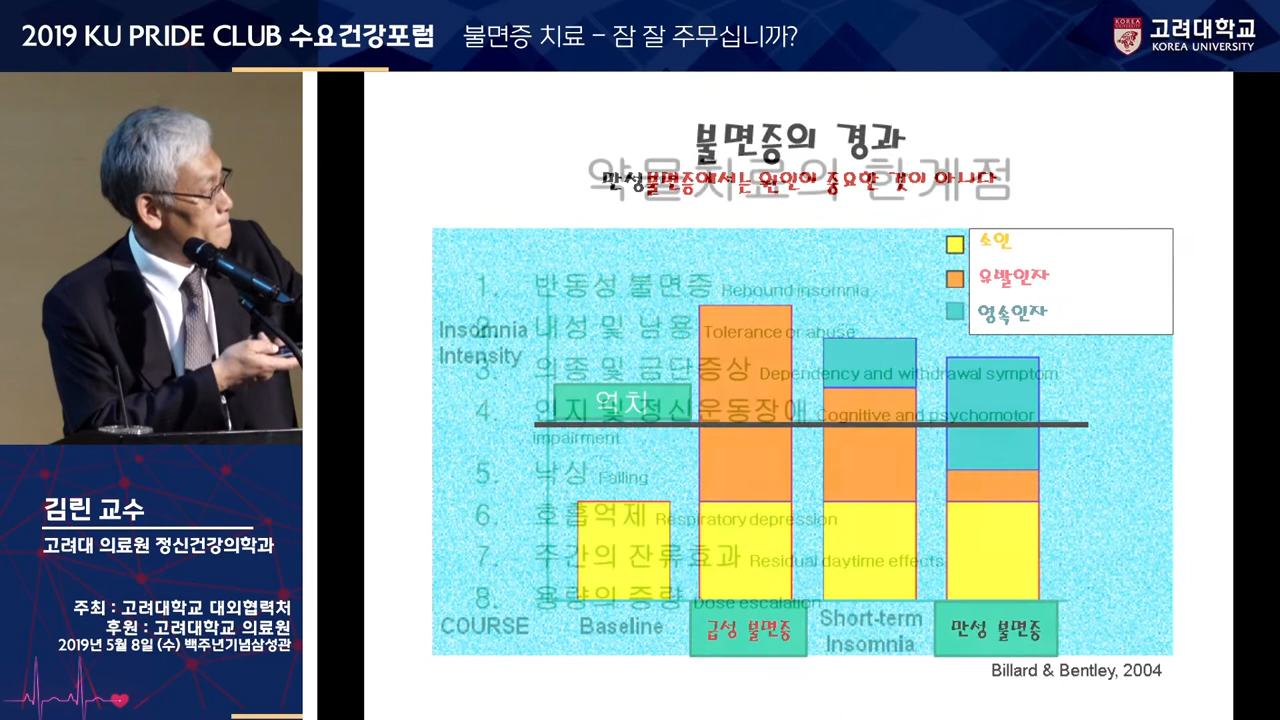 2019 KU PRIDE CLUB 수요건강포럼 불면증 치료 – 잠 잘 주무십니까?
KOREA UNIVERSITY
고려대학교
KOREA UNIVERSITY
불면증의 경과
약물치료의 한계점
만성불면증에서는 원인이 중요한 것이 아니다
소인
유발인자
영속인자
1. 반동성 불면증 Rebound insomnia
2. 내성 및 남용 Tolerance or abuse
Insomnia
Intensity
3. 의존 및 금단증상 Dependency and withdrawal symptom
역치
4. 인지 및 정신운동장애 Cognitive and psychomotor
impairment
5. 낙상 Falling
6. 호흡억제 Respiratory depression
7. 주간의 잔류효과 Residual daytime effects
8. 용량의 증량 Dose escalation
COURSE Baseline 급성 불면증 Short-term Insomnia 만성 불면증
Billard & Bentley, 2004
김린 교수
고려대 의료원 정신건강의학과
주최 : 고려대학교 대외협력처
후원 : 고려대학교 의료원
2019년 5월 8일 (수) 백주년기념삼성관